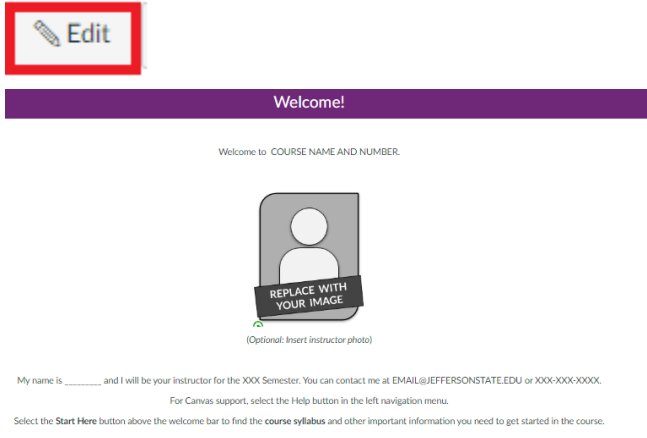 Edit
Welcome!
Welcome to COURSE NAME AND NUMBER.
REPLACE WITH
YOUR IMAGE
(Optional: Insert instructor photo)
My name is _________ and I will be your instructor for the XXX Semester. You can contact me at EMAIL@JEFFERSONSTATE.EDU or XXX-XXX-XXXX.
For Canvas support, select the Help button in the left navigation menu.
Select the Start Here button above the welcome bar to find the course syllabus and other important information you need to get started in the course.